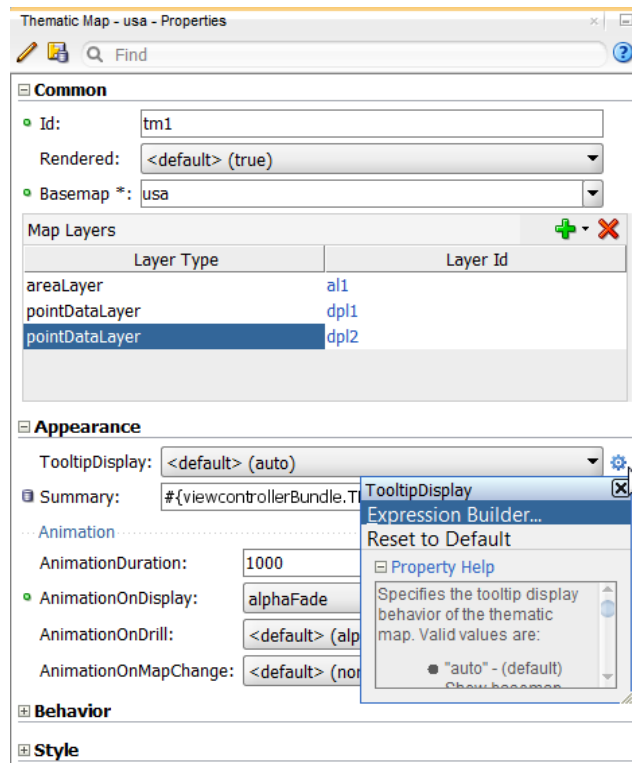 Thematic Map - usa - Properties
Find
Common
Id: tm1
Rendered: <default> (true)
Basemap *: usa
Map Layers
Layer Type Layer Id
areaLayer al1
pointDataLayer dpl1
pointDataLayer dpl2
Appearance
TooltipDisplay: <default> (auto)
Summary: #{viewcontrollerBundle.T
Animation
AnimationDuration: 1000
AnimationOnDisplay: alphaFade
AnimationOnDrill: <default> (alp
AnimationOnMapChange: <default> (nor
TooltipDisplay
Expression Builder...
Reset to Default
Property Help
Specifies the tooltip display
behavior of the thematic
map. Valid values are:
"auto" - (default)
Show basemap
Behavior
Style